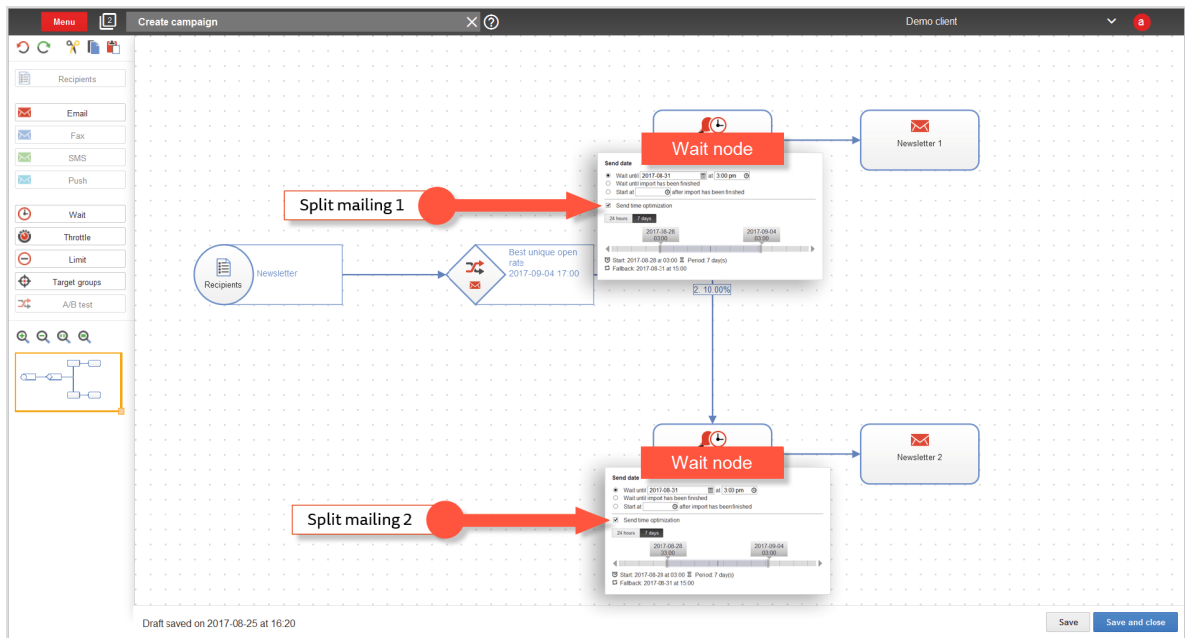 Menu
2
Create campaign
Demo client
a
Recipients
Email
Fax
SMS
Push
Wait
Throttle
Limit
Target groups
A/B test
Recipients
Newsletter
Best unique open
rate
2017-09-04 17:00
Split mailing 1
Wait node
Send date
Wait until 2017-08-31 at 3:00 pm
Wait until import has been finished
Start at after import has been finished
Send time optimization
24 hours 7 days
2017-08-28 2017-09-04
03:00 03:00
Start: 2017-08-28 at 03:00 Period: 7 day(s)
Fallback: 2017-08-31 at 15:00
Newsletter 1
2. 10.00%
Split mailing 2
Wait node
Send date
Wait until 2017-08-31 at 3:00 pm
Wait until import has been finished
Start at after import has been finished
Send time optimization
24 hours 7 days
2017-08-28 2017-09-04
03:00
Start: 2017-08-28 at 03:00 Period: 7 day(s)
Fallback: 2017-08-31 at 15:00
Newsletter 2
Draft saved on 2017-08-25 at 16:20
Save
Save and close